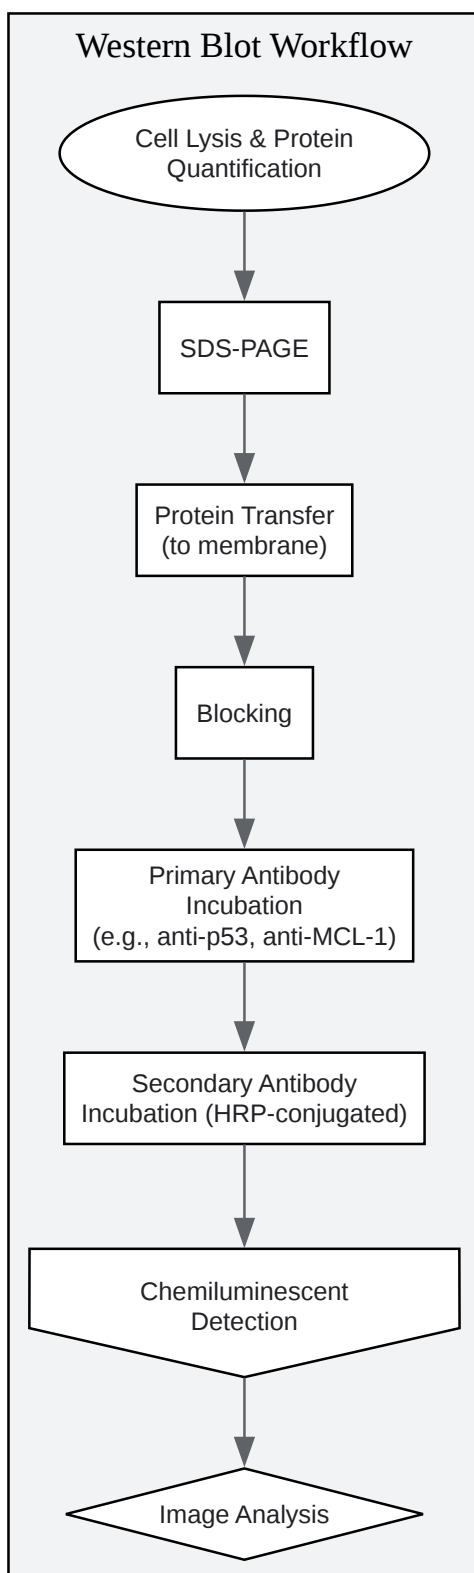 Western Blot Workflow
Cell Lysis & Protein
Quantification
SDS-PAGE
Protein Transfer
(to membrane)
Blocking
Primary Antibody
Incubation
(e.g., anti-p53, anti-MCL-1)
Secondary Antibody
Incubation (HRP-conjugated)
Chemiluminescent
Detection
Image Analysis